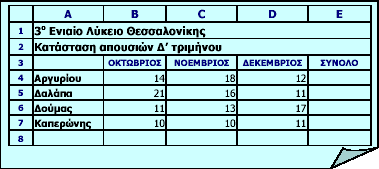 A B C D E
1 3ο Ενιαίο Λύκειο Θεσσαλονίκης
2 Κατάσταση απουσιών Δ’ τριμήνου
3 ΟΚΤΩΒΡΙΟΣ ΝΟΕΜΒΡΙΟΣ ΔΕΚΕΜΒΡΙΟΣ ΣΥΝΟΛΟ
4 Αργυρίου 14 18 12
5 Δαλάπα 21 16 11
6 Δούμας 11 13 17
7 Καπερώνης 10 10 11
8